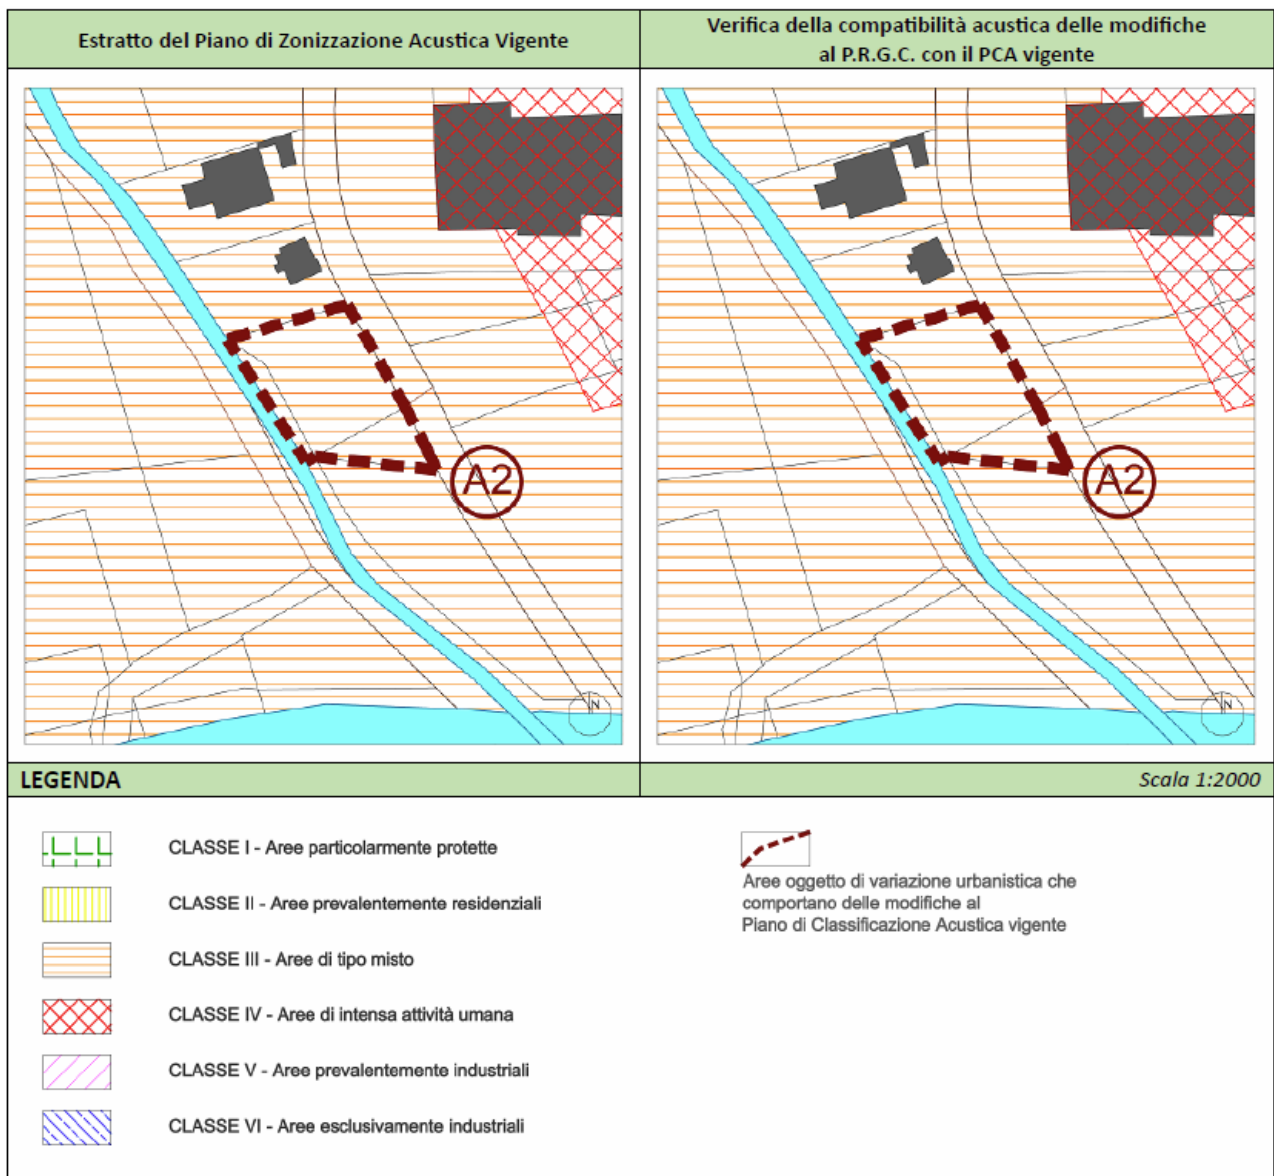 Estratto del Piano di Zonizzazione Acustica Vigente
Verifica della compatibilità acustica delle modifiche
al P.R.G.C. con il PCA vigente
A2
N
A2
N
LEGENDA
Scala 1:2000
CLASSE I - Aree particolarmente protette
CLASSE II - Aree prevalentemente residenziali
CLASSE III - Aree di tipo misto
CLASSE IV - Aree di intensa attività umana
CLASSE V - Aree prevalentemente industriali
CLASSE VI - Aree esclusivamente industriali
Aree oggetto di variazione urbanistica che
comportano delle modifiche al
Piano di Classificazione Acustica vigente